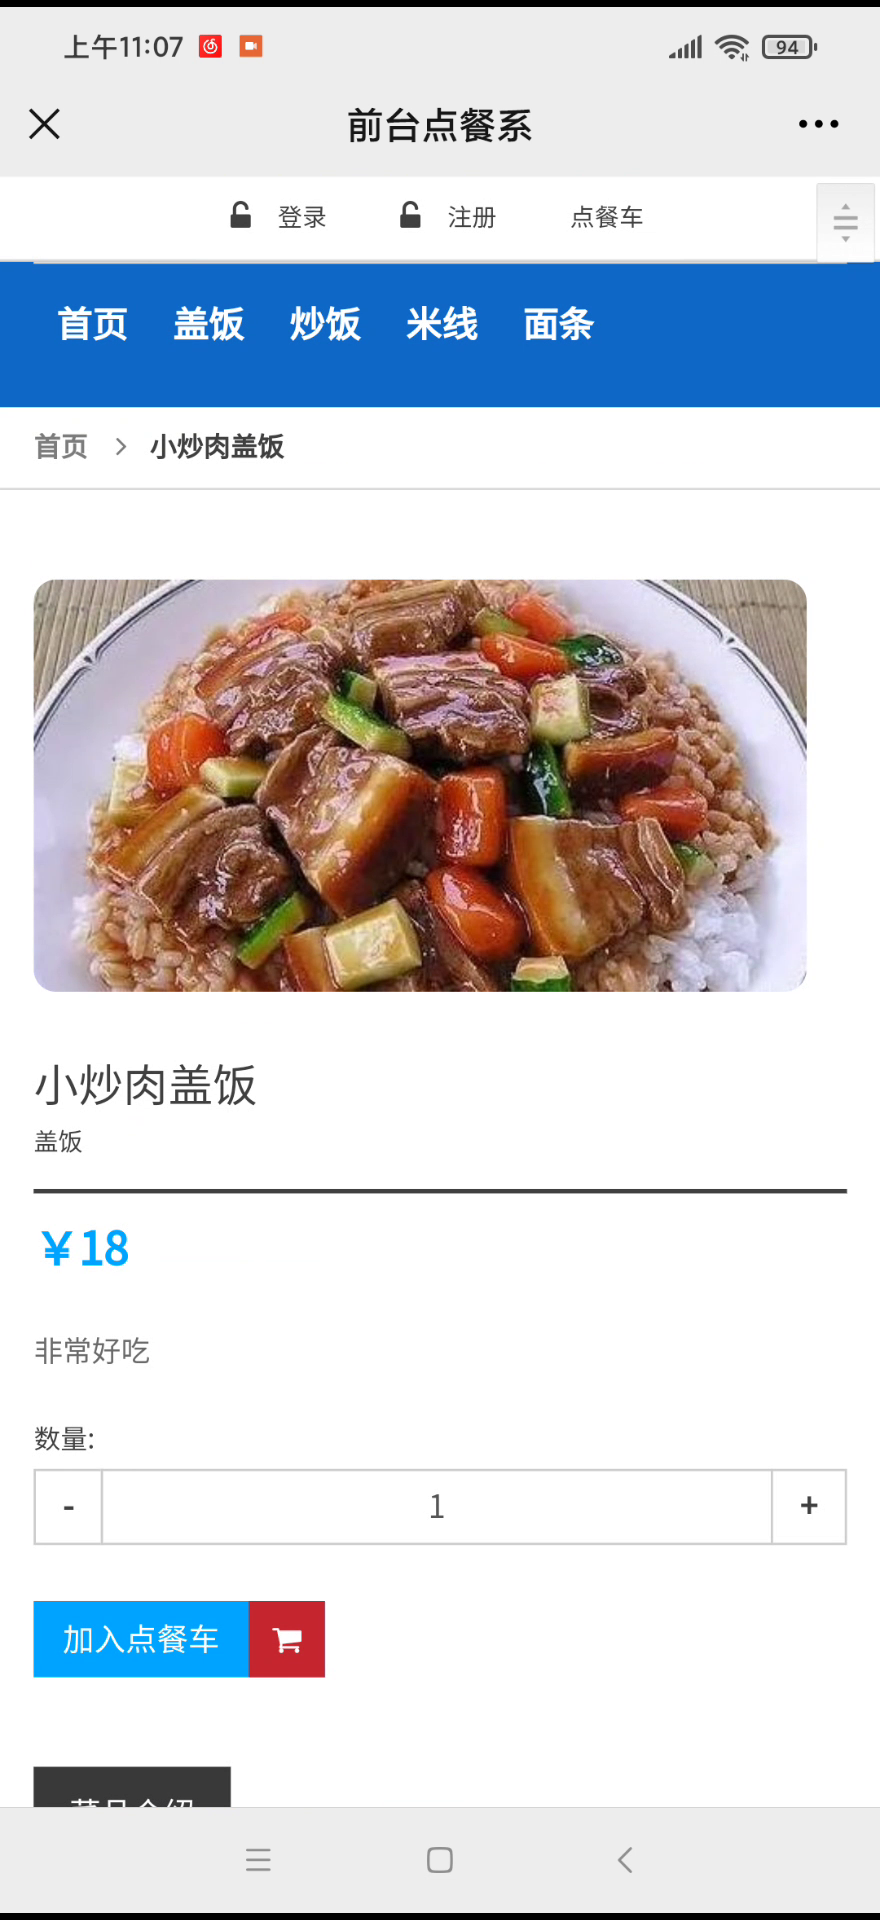 上午11:07
94
前台点餐系
登录 注册 点餐车
首页 盖饭 炒饭 米线 面条
首页 > 小炒肉盖饭
小炒肉盖饭
盖饭
¥18
非常好吃
数量:
- 1 +
加入点餐车